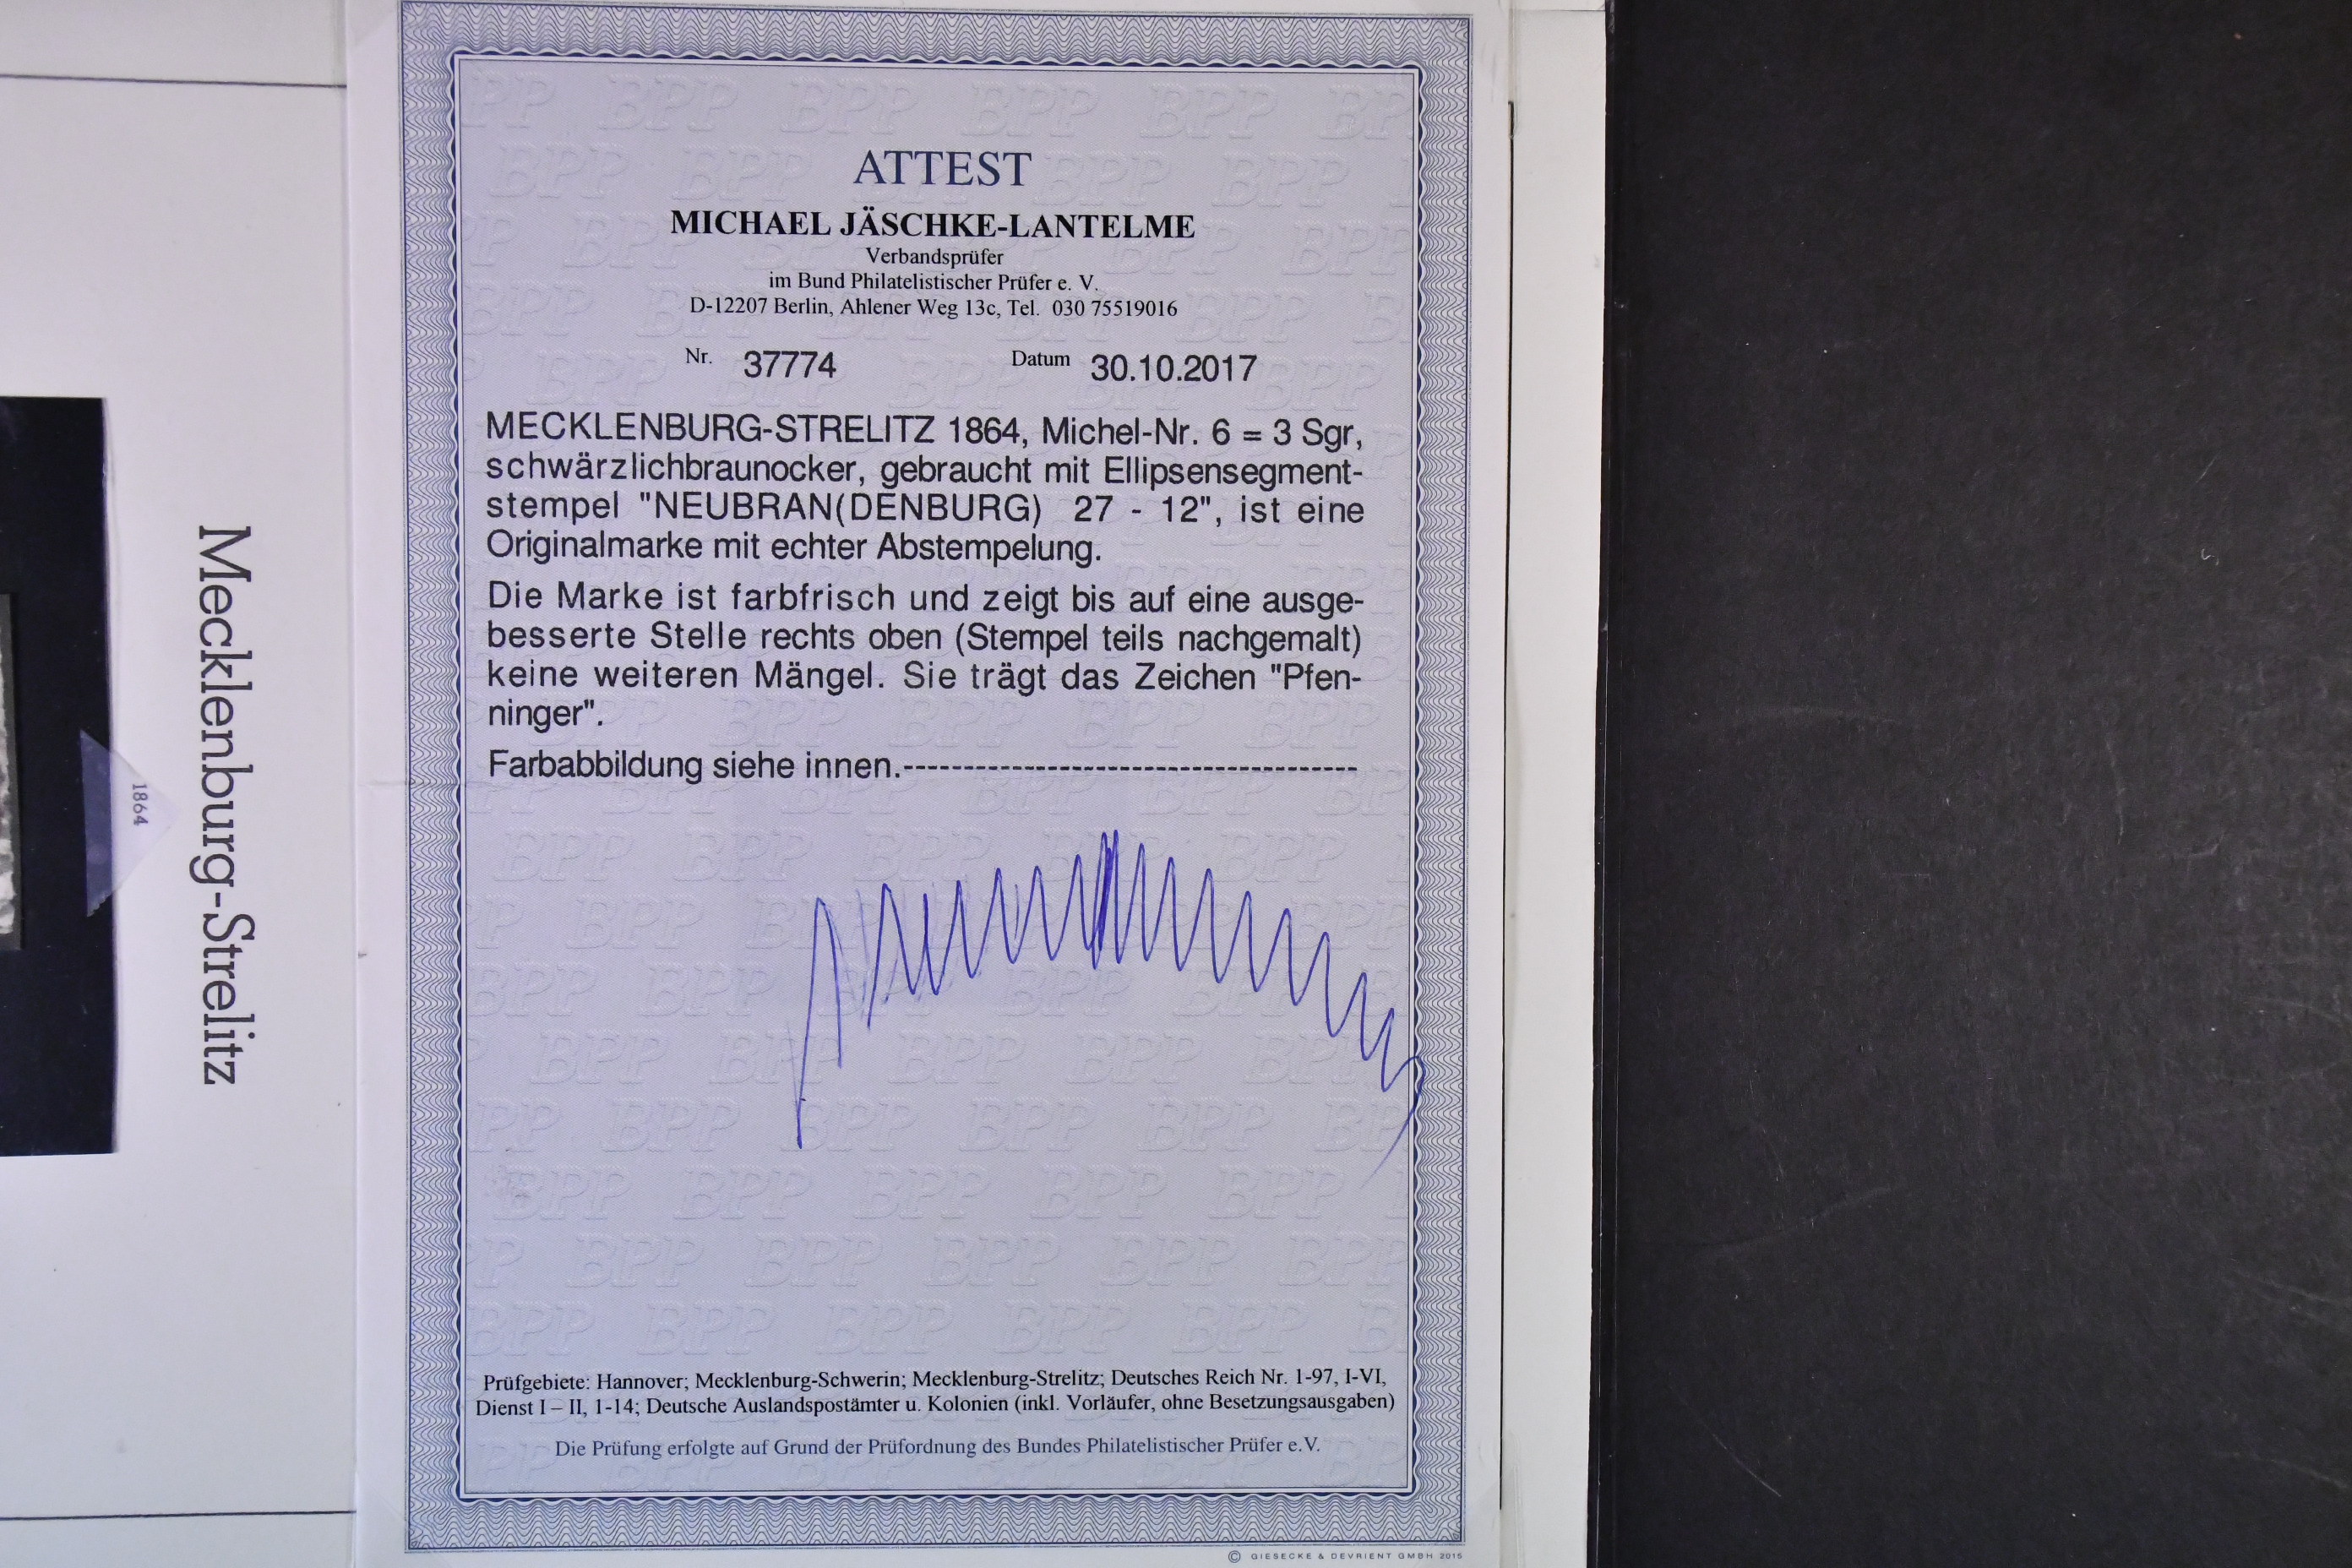 Mecklenburg-Strelitz
1864
ATTEST
MICHAEL JÄSCHKE-LANTELME
Verbandsprüfer
im Bund Philatelistischer Prüfer e. V.
D-12207 Berlin, Ahlener Weg 13c, Tel. 030 75519016
Nr. 37774 Datum 30.10.2017
MECKLENBURG-STRELITZ 1864, Michel-Nr. 6 = 3 Sgr,
schwärzlichbraunocker, gebraucht mit Ellipsensegment-
stempel "NEUBRAN(DENBURG) 27 - 12", ist eine
Originalmarke mit echter Abstempelung.
Die Marke ist farbfrisch und zeigt bis auf eine ausge-
besserte Stelle rechts oben (Stempel teils nachgemalt)
keine weiteren Mängel. Sie trägt das Zeichen "Pfen-
ninger".
Farbabbildung siehe innen.--------------------------------------
Prüfgebiete: Hannover; Mecklenburg-Schwerin; Mecklenburg-Strelitz; Deutsches Reich Nr. 1-97, I-VI,
Dienst I – II, 1-14; Deutsche Auslandspostämter u. Kolonien (inkl. Vorläufer, ohne Besetzungsausgaben)
Die Prüfung erfolgte auf Grund der Prüfordnung des Bundes Philatelistischer Prüfer e.V.
© GIESECKE & DEVRIENT GMBH 2015